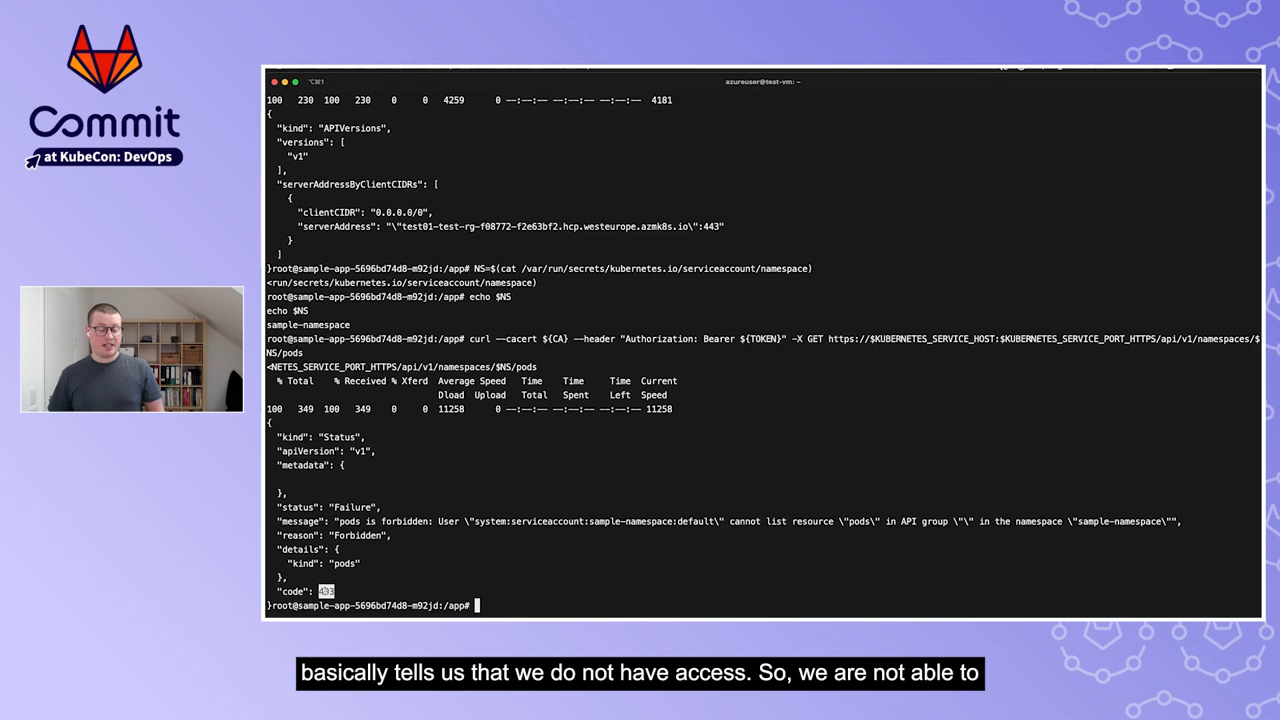 Commit
at KubeCon: DevOps
⌥⌘1
azureuser@test-vm: ~
100   230  100   230    0     0   4259      0 --:--:-- --:--:-- --:--:--  4181
{
  "kind": "APIVersions",
  "versions": [
    "v1"
  ],
  "serverAddressByClientCIDRs": [
    {
      "clientCIDR": "0.0.0.0/0",
      "serverAddress": "\"test01-test-rg-f08772-f2e63bf2.hcp.westeurope.azmk8s.io\":443"
    }
  ]
}root@sample-app-5696bd74d8-m92jd:/app# NS=$(cat /var/run/secrets/kubernetes.io/serviceaccount/namespace)
<run/secrets/kubernetes.io/serviceaccount/namespace)
root@sample-app-5696bd74d8-m92jd:/app# echo $NS
echo $NS
sample-namespace
root@sample-app-5696bd74d8-m92jd:/app# curl --cacert ${CA} --header "Authorization: Bearer ${TOKEN}" -X GET https://$KUBERNETES_SERVICE_HOST:$KUBERNETES_SERVICE_PORT_HTTPS/api/v1/namespaces/$
NS/pods
<NETES_SERVICE_PORT_HTTPS/api/v1/namespaces/$NS/pods
  % Total    % Received % Xferd  Average Speed   Time    Time     Time  Current
                                 Dload  Upload   Total   Spent    Left  Speed
100   349  100   349    0     0  11258      0 --:--:-- --:--:-- --:--:-- 11258
{
  "kind": "Status",
  "apiVersion": "v1",
  "metadata": {
  },
  "status": "Failure",
  "message": "pods is forbidden: User \"system:serviceaccount:sample-namespace:default\" cannot list resource \"pods\" in API group \"\" in the namespace \"sample-namespace\"",
  "reason": "Forbidden",
  "details": {
    "kind": "pods"
  },
  "code": 403
}root@sample-app-5696bd74d8-m92jd:/app#
basically tells us that we do not have access. So, we are not able to